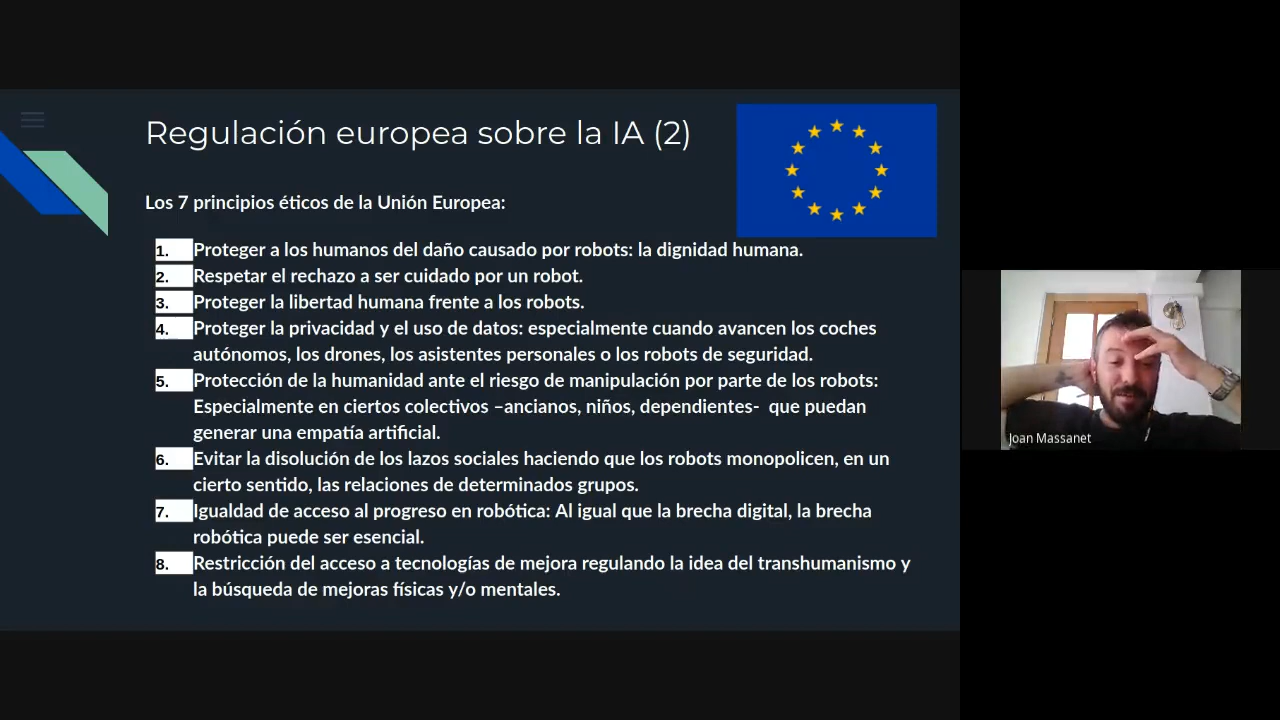 Regulación europea sobre la IA (2)
Los 7 principios éticos de la Unión Europea:
1. Proteger a los humanos del daño causado por robots: la dignidad humana.
2. Respetar el rechazo a ser cuidado por un robot.
3. Proteger la libertad humana frente a los robots.
4. Proteger la privacidad y el uso de datos: especialmente cuando avancen los coches
autónomos, los drones, los asistentes personales o los robots de seguridad.
5. Protección de la humanidad ante el riesgo de manipulación por parte de los robots:
Especialmente en ciertos colectivos –ancianos, niños, dependientes-  que puedan
generar una empatía artificial.
6. Evitar la disolución de los lazos sociales haciendo que los robots monopolicen, en un
cierto sentido, las relaciones de determinados grupos.
7. Igualdad de acceso al progreso en robótica: Al igual que la brecha digital, la brecha
robótica puede ser esencial.
8. Restricción del acceso a tecnologías de mejora regulando la idea del transhumanismo y
la búsqueda de mejoras físicas y/o mentales.
Joan Massanet